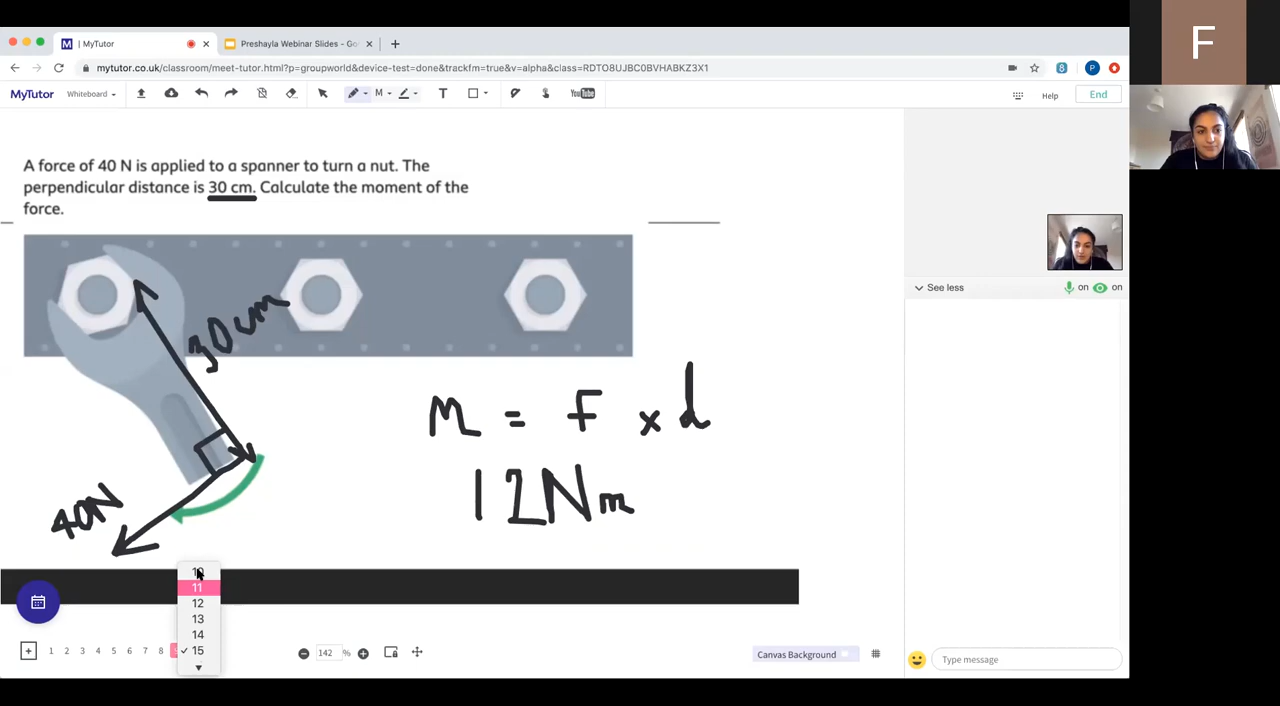 MyTutor
Preshayla Webinar Slides - Go
mytutor.co.uk/classroom/meet-tutor.html?p=groupworld&device-test=done&trackfm=true&v=alpha&class=RDTO8UJBC0BVHABKZ3X1
P
MyTutor Whiteboard M T YouTube Help End
F
A force of 40 N is applied to a spanner to turn a nut. The
perpendicular distance is 30 cm. Calculate the moment of the
force.
See less on on
30cm
M = F x d
12Nm
40N
10
11
12
13
14
1 2 3 4 5 6 7 8 15
142 %
Canvas Background
Type message